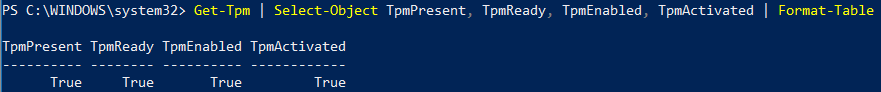 PS C:\WINDOWS\system32> Get-Tpm | Select-Object TpmPresent, TpmReady, TpmEnabled, TpmActivated | Format-Table
TpmPresent TpmReady TpmEnabled TpmActivated
---------- -------- ---------- ------------
      True     True       True         True